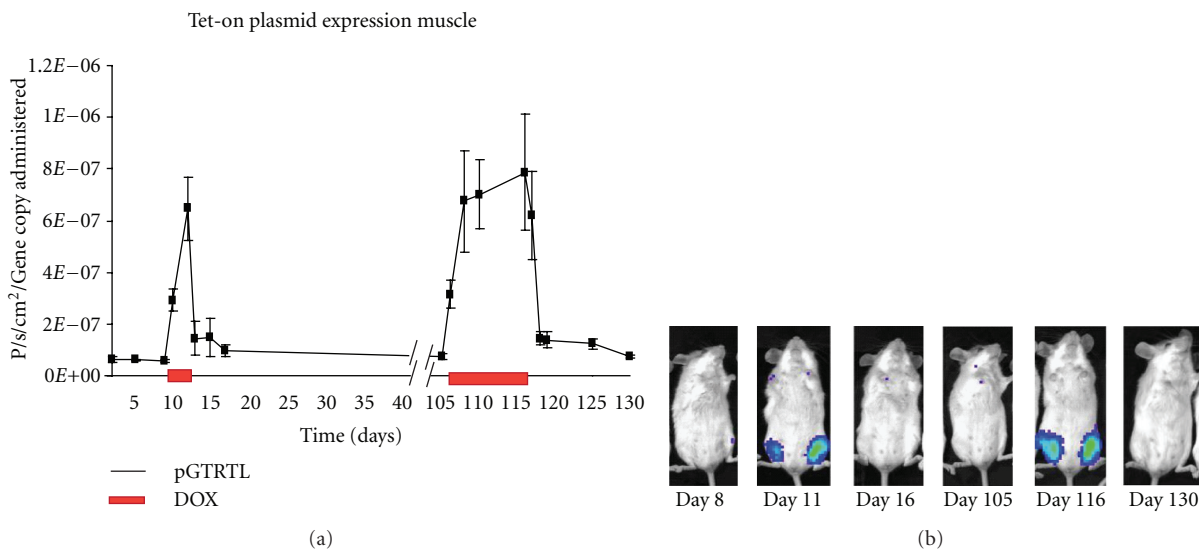 Tet-on plasmid expression muscle
P/s/cm²/Gene copy administered
1.2E−06
1E−06
8E−07
6E−07
4E−07
2E−07
0E+00
5 10 15 20 25 30 35 40 105 110 115 120 125 130
Time (days)
pGTRTL
DOX
(a)
Day 8 Day 11 Day 16 Day 105 Day 116 Day 130
(b)